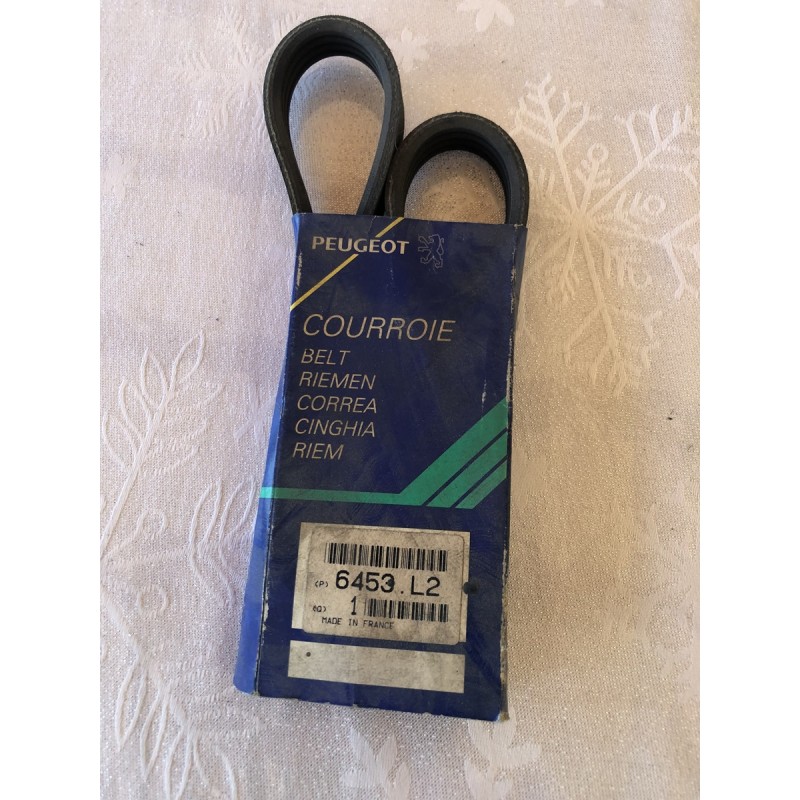 PEUGEOT
COURROIE
BELT
RIEMEN
CORREA
CINGHIA
RIEM
(P) 6453.L2
(Q) 1
MADE IN FRANCE